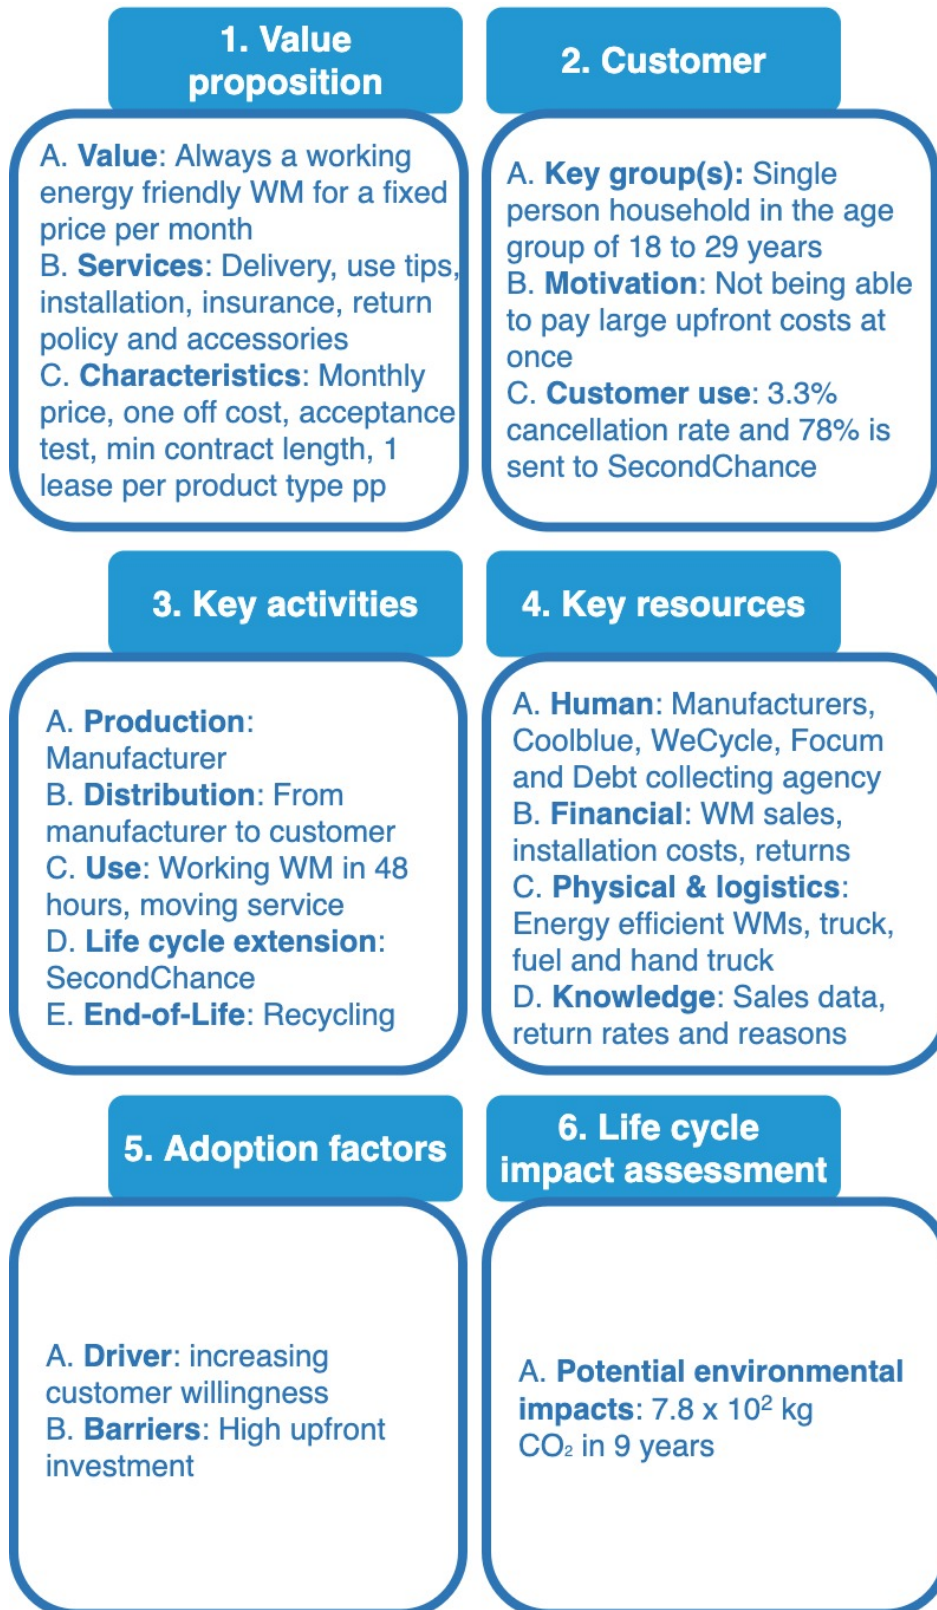 1. Value
proposition
A. Value: Always a working
energy friendly WM for a fixed
price per month
B. Services: Delivery, use tips,
installation, insurance, return
policy and accessories
C. Characteristics: Monthly
price, one off cost, acceptance
test, min contract length, 1
lease per product type pp
2. Customer
A. Key group(s): Single
person household in the age
group of 18 to 29 years
B. Motivation: Not being able
to pay large upfront costs at
once
C. Customer use: 3.3%
cancellation rate and 78% is
sent to SecondChance
3. Key activities
A. Production:
Manufacturer
B. Distribution: From
manufacturer to customer
C. Use: Working WM in 48
hours, moving service
D. Life cycle extension:
SecondChance
E. End-of-Life: Recycling
4. Key resources
A. Human: Manufacturers,
Coolblue, WeCycle, Focum
and Debt collecting agency
B. Financial: WM sales,
installation costs, returns
C. Physical & logistics:
Energy efficient WMs, truck,
fuel and hand truck
D. Knowledge: Sales data,
return rates and reasons
5. Adoption factors
A. Driver: increasing
customer willingness
B. Barriers: High upfront
investment
6. Life cycle
impact assessment
A. Potential environmental
impacts: 7.8 x 10² kg
CO₂ in 9 years